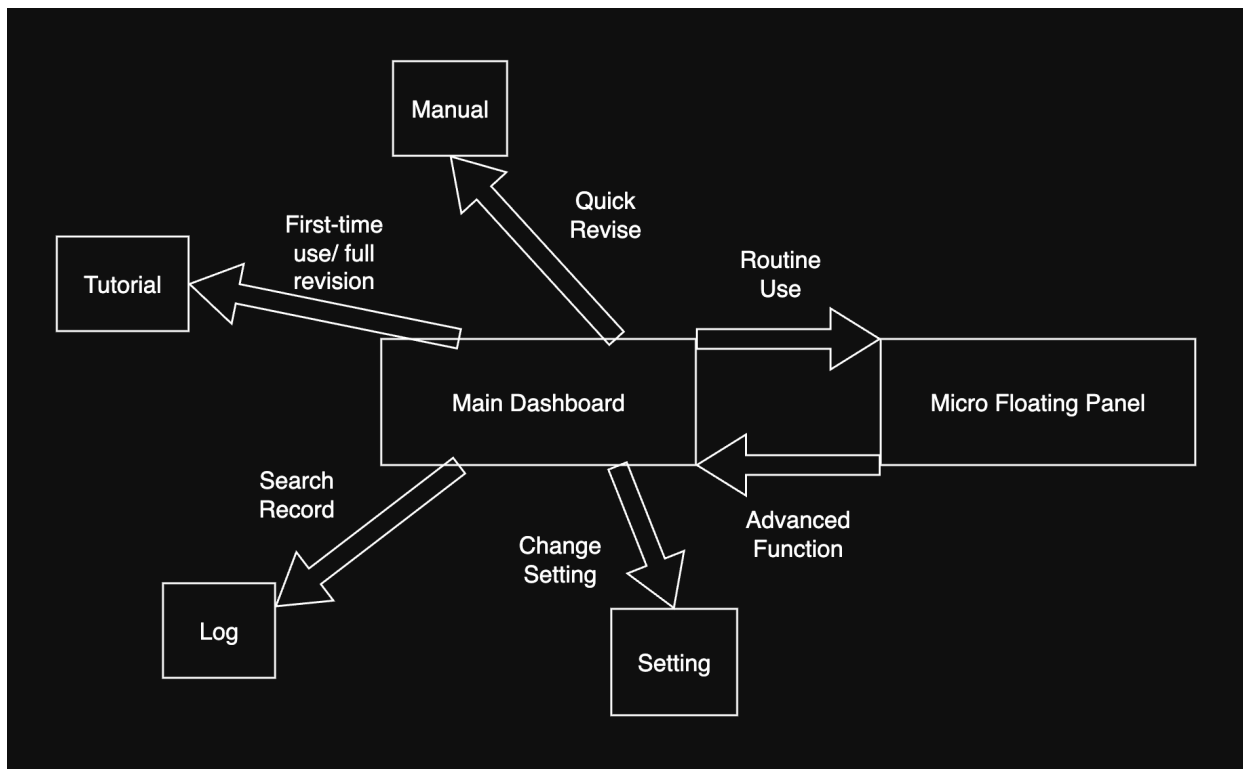 Manual
Quick
Revise
First-time
use/ full
revision
Tutorial
Routine
Use
Main Dashboard
Micro Floating Panel
Search
Record
Advanced
Function
Change
Setting
Log
Setting